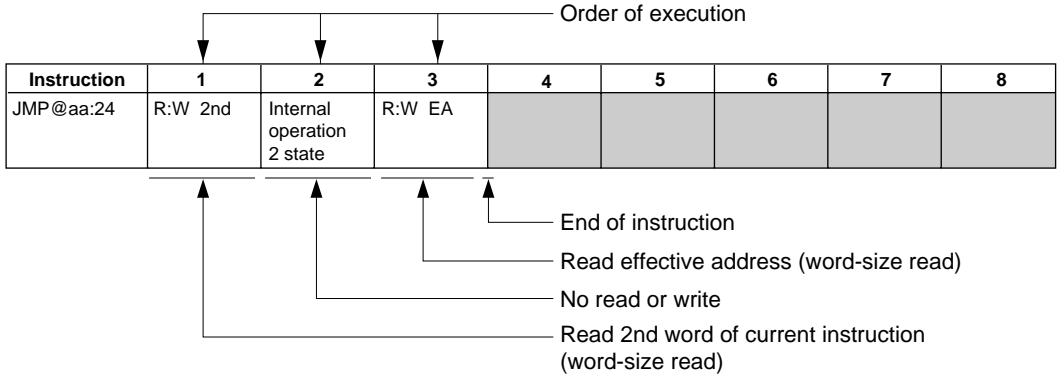 Order of execution
Instruction 1 2 3 4 5 6 7 8
JMP@aa:24 R:W 2nd Internal operation 2 state R:W EA
End of instruction
Read effective address (word-size read)
No read or write
Read 2nd word of current instruction
(word-size read)